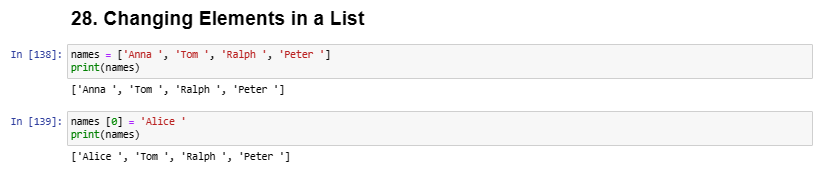 28. Changing Elements in a List
In [138]: names = ['Anna ', 'Tom ', 'Ralph ', 'Peter ']
print(names)
['Anna ', 'Tom ', 'Ralph ', 'Peter ']
In [139]: names [0] = 'Alice '
print(names)
['Alice ', 'Tom ', 'Ralph ', 'Peter ']